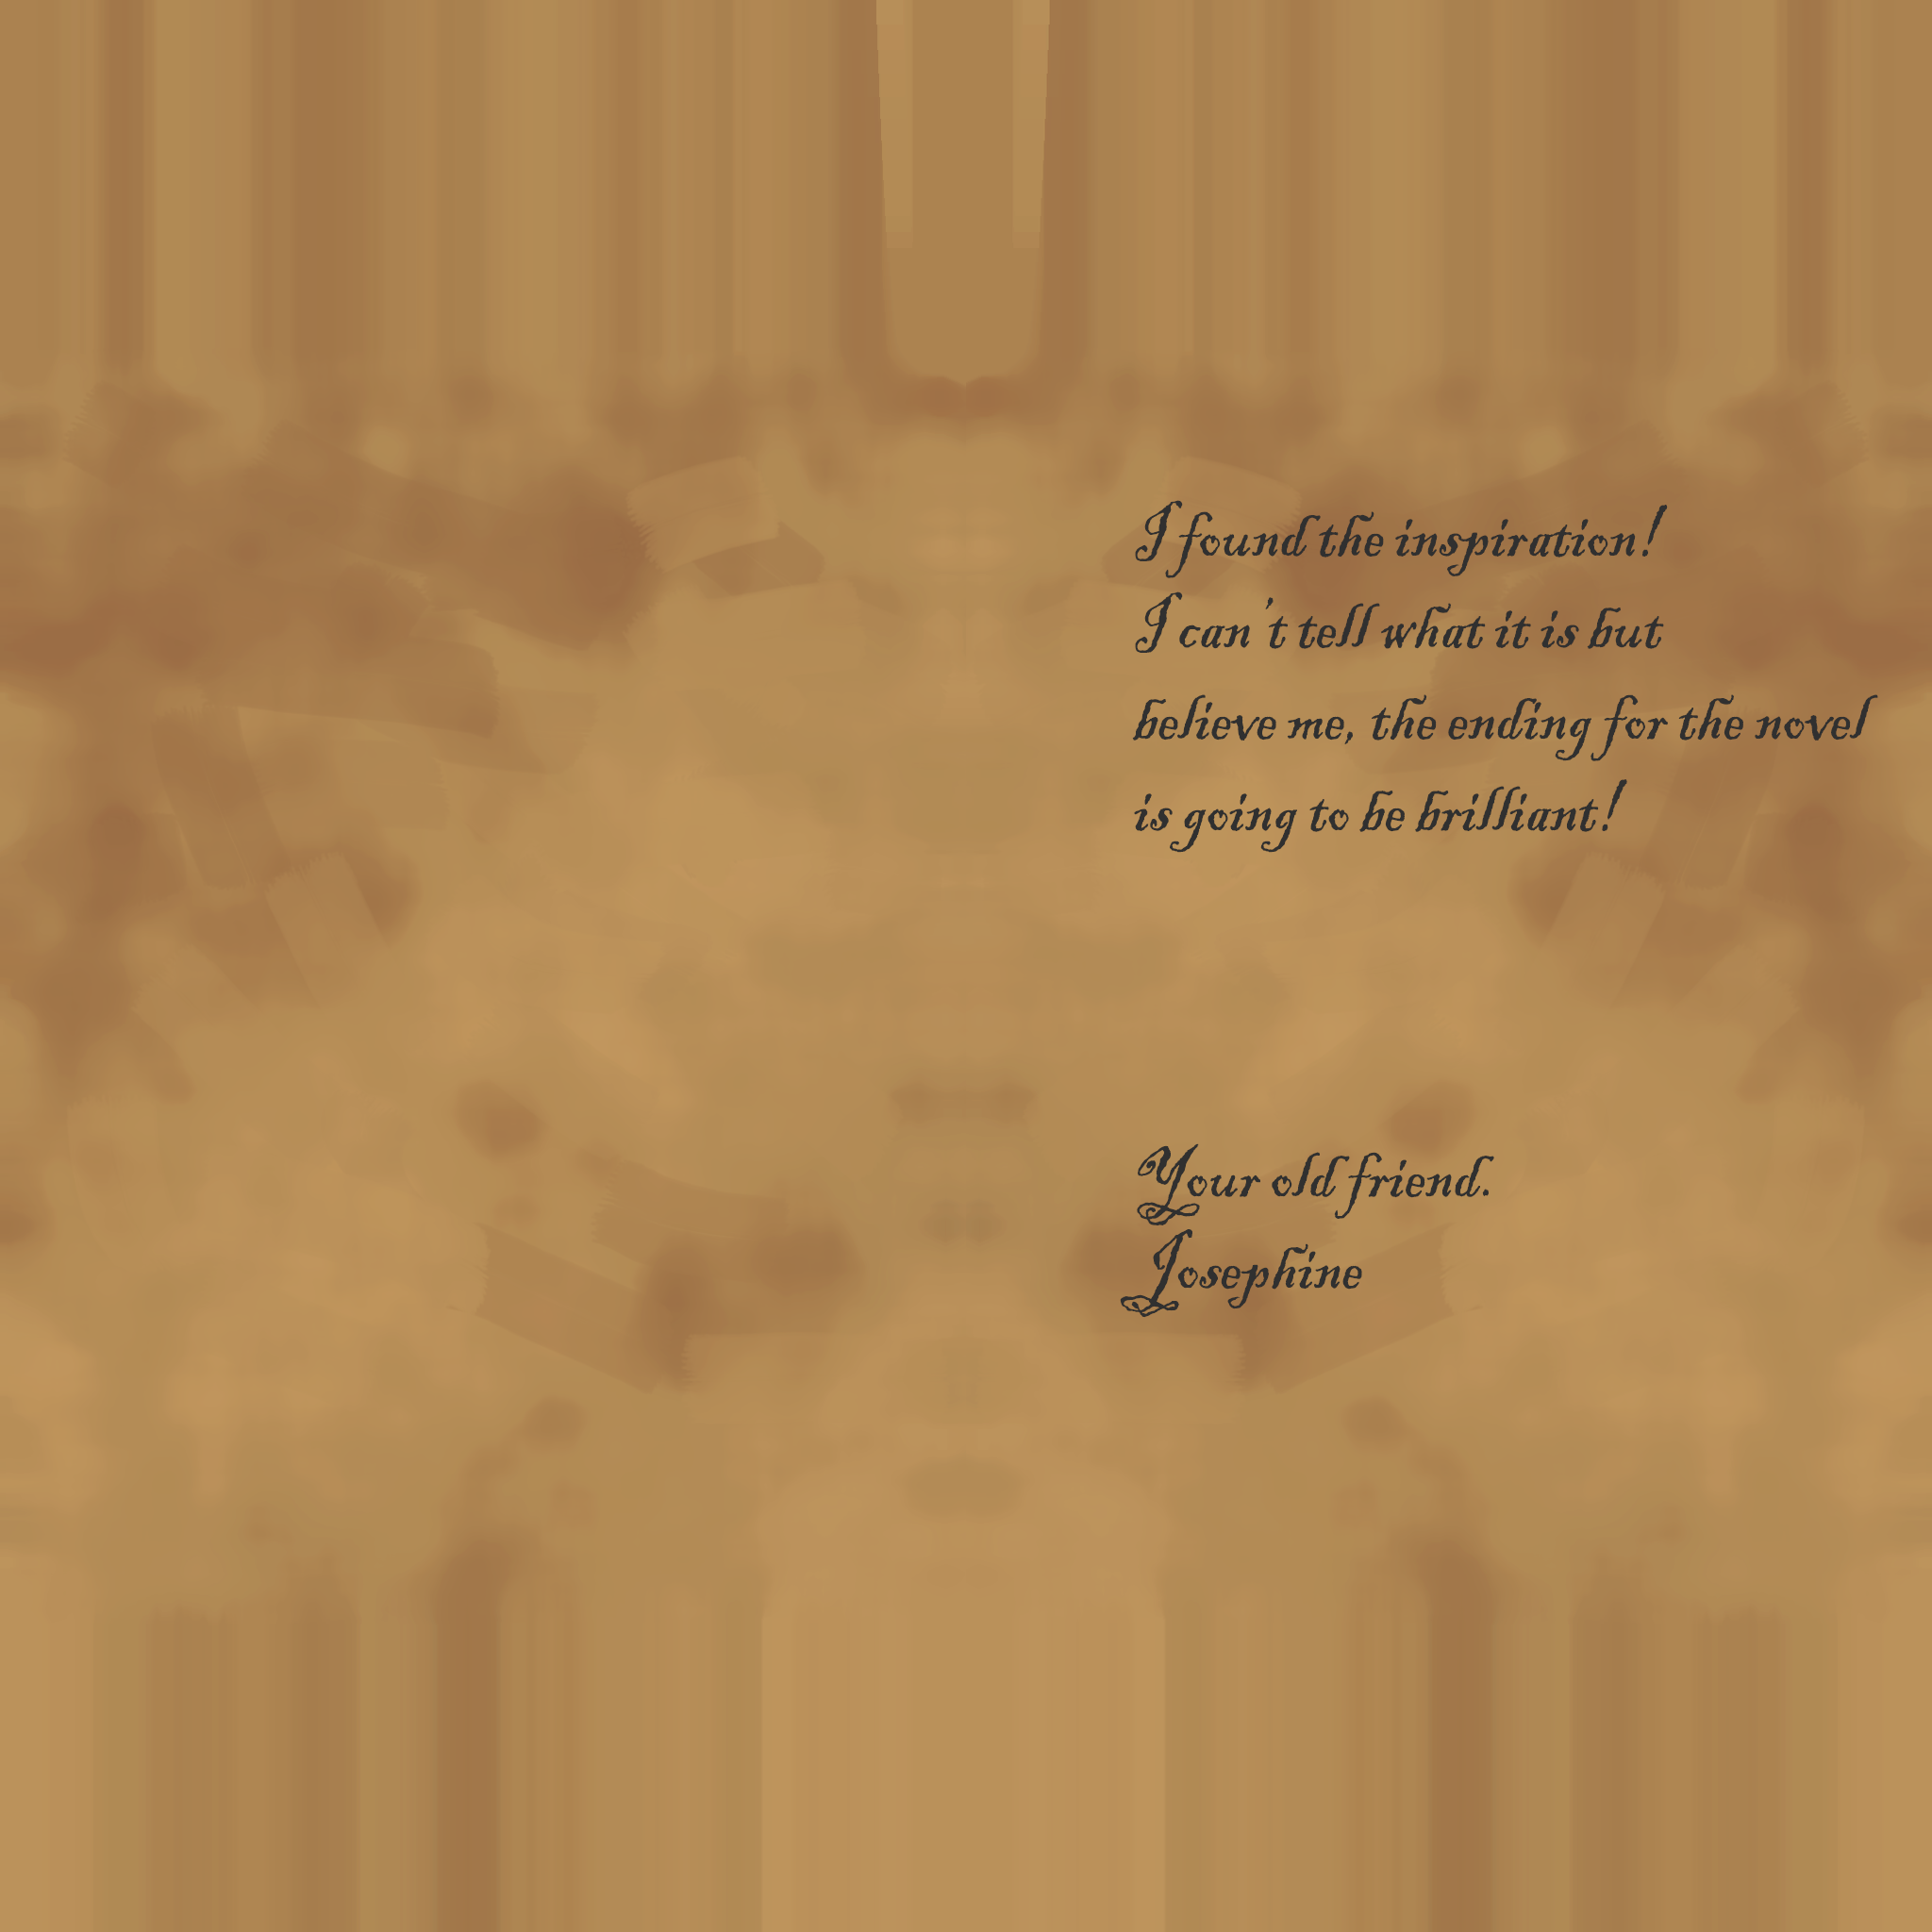 I found the inspiration!
I can't tell what it is but
believe me, the ending for the novel
is going to be brilliant!
Your old friend.
Josephine